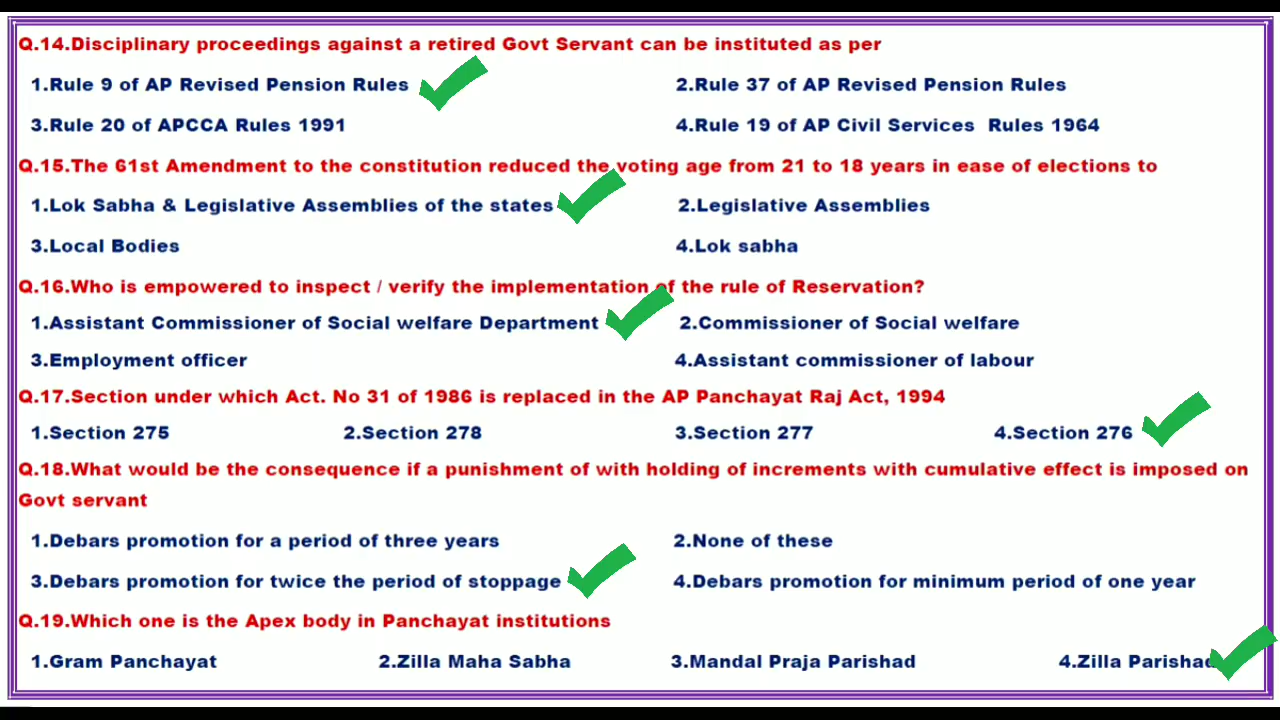 Q.14.Disciplinary proceedings against a retired Govt Servant can be instituted as per
1.Rule 9 of AP Revised Pension Rules 2.Rule 37 of AP Revised Pension Rules
3.Rule 20 of APCCA Rules 1991 4.Rule 19 of AP Civil Services Rules 1964
Q.15.The 61st Amendment to the constitution reduced the voting age from 21 to 18 years in ease of elections to
1.Lok Sabha & Legislative Assemblies of the states 2.Legislative Assemblies
3.Local Bodies 4.Lok sabha
Q.16.Who is empowered to inspect / verify the implementation of the rule of Reservation?
1.Assistant Commissioner of Social welfare Department 2.Commissioner of Social welfare
3.Employment officer 4.Assistant commissioner of labour
Q.17.Section under which Act. No 31 of 1986 is replaced in the AP Panchayat Raj Act, 1994
1.Section 275 2.Section 278 3.Section 277 4.Section 276
Q.18.What would be the consequence if a punishment of with holding of increments with cumulative effect is imposed on
Govt servant
1.Debars promotion for a period of three years 2.None of these
3.Debars promotion for twice the period of stoppage 4.Debars promotion for minimum period of one year
Q.19.Which one is the Apex body in Panchayat institutions
1.Gram Panchayat 2.Zilla Maha Sabha 3.Mandal Praja Parishad 4.Zilla Parishad